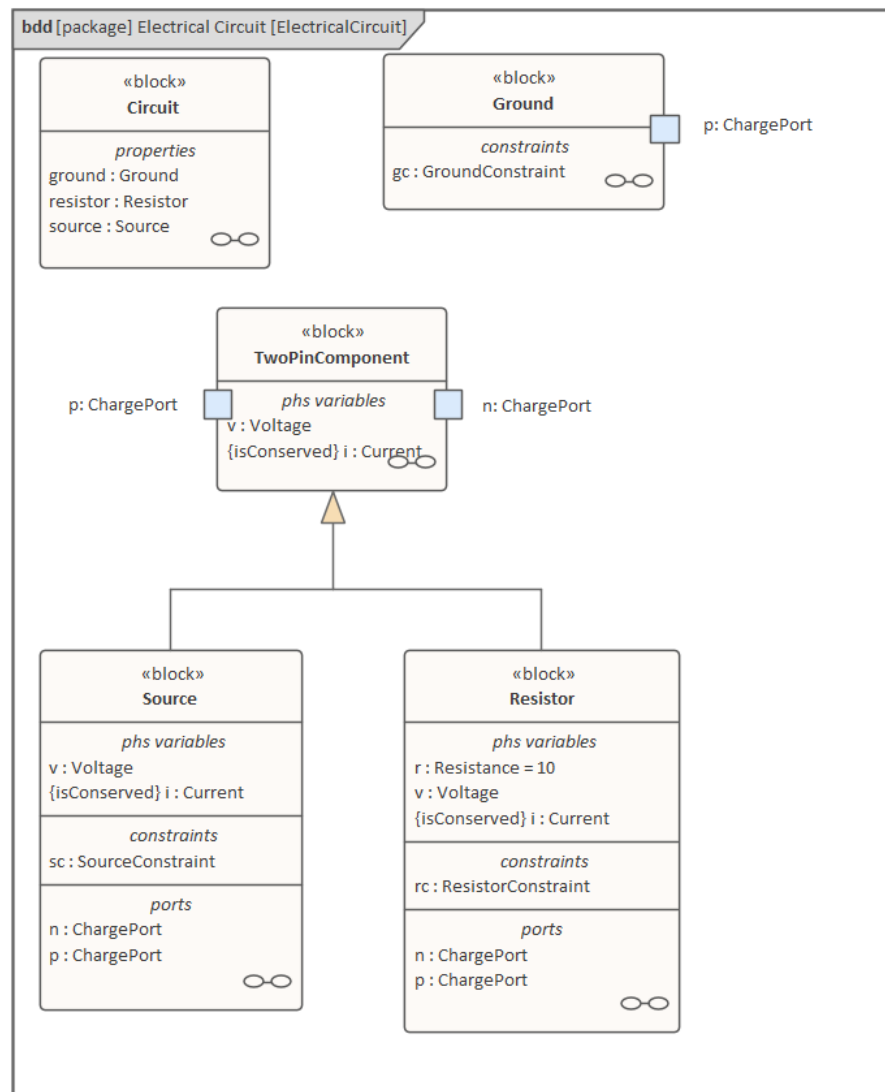 bdd [package] Electrical Circuit [ElectricalCircuit]
«block»
Circuit
properties
ground : Ground
resistor : Resistor
source : Source
«block»
Ground
constraints
gc : GroundConstraint
p: ChargePort
«block»
TwoPinComponent
phs variables
v : Voltage
{isConserved} i : Current
p: ChargePort
n: ChargePort
«block»
Source
phs variables
v : Voltage
{isConserved} i : Current
constraints
sc : SourceConstraint
ports
n : ChargePort
p : ChargePort
«block»
Resistor
phs variables
r : Resistance = 10
v : Voltage
{isConserved} i : Current
constraints
rc : ResistorConstraint
ports
n : ChargePort
p : ChargePort